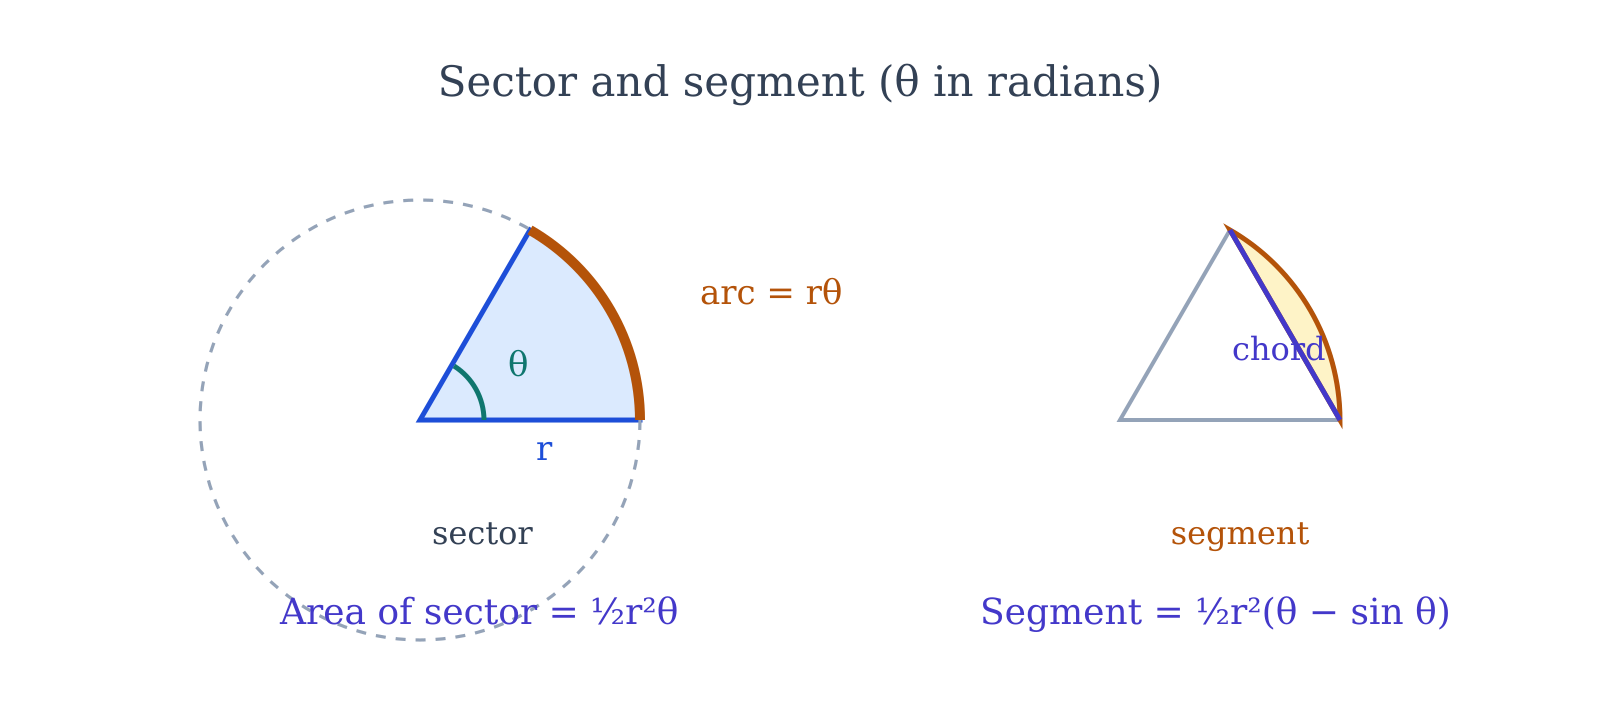 Sector and segment (θ in radians)
arc = rθ
θ
r
sector
Area of sector = ½r²θ
chord
segment
Segment = ½r²(θ − sin θ)